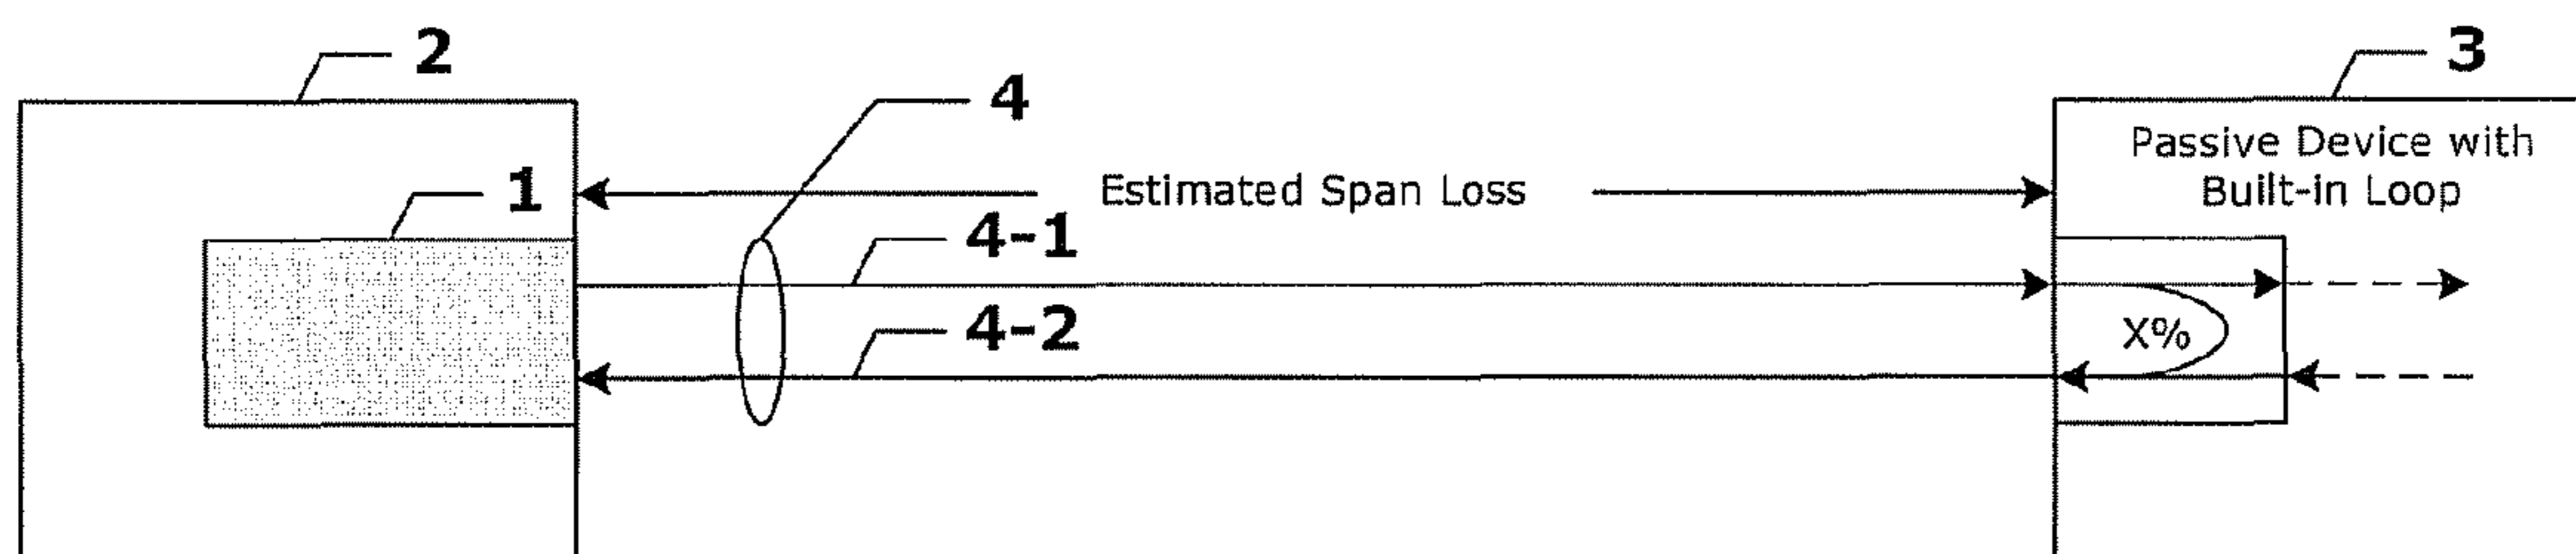 2
3
4
Passive Device with
Built-in Loop
1
Estimated Span Loss
4-1
4-2
X%